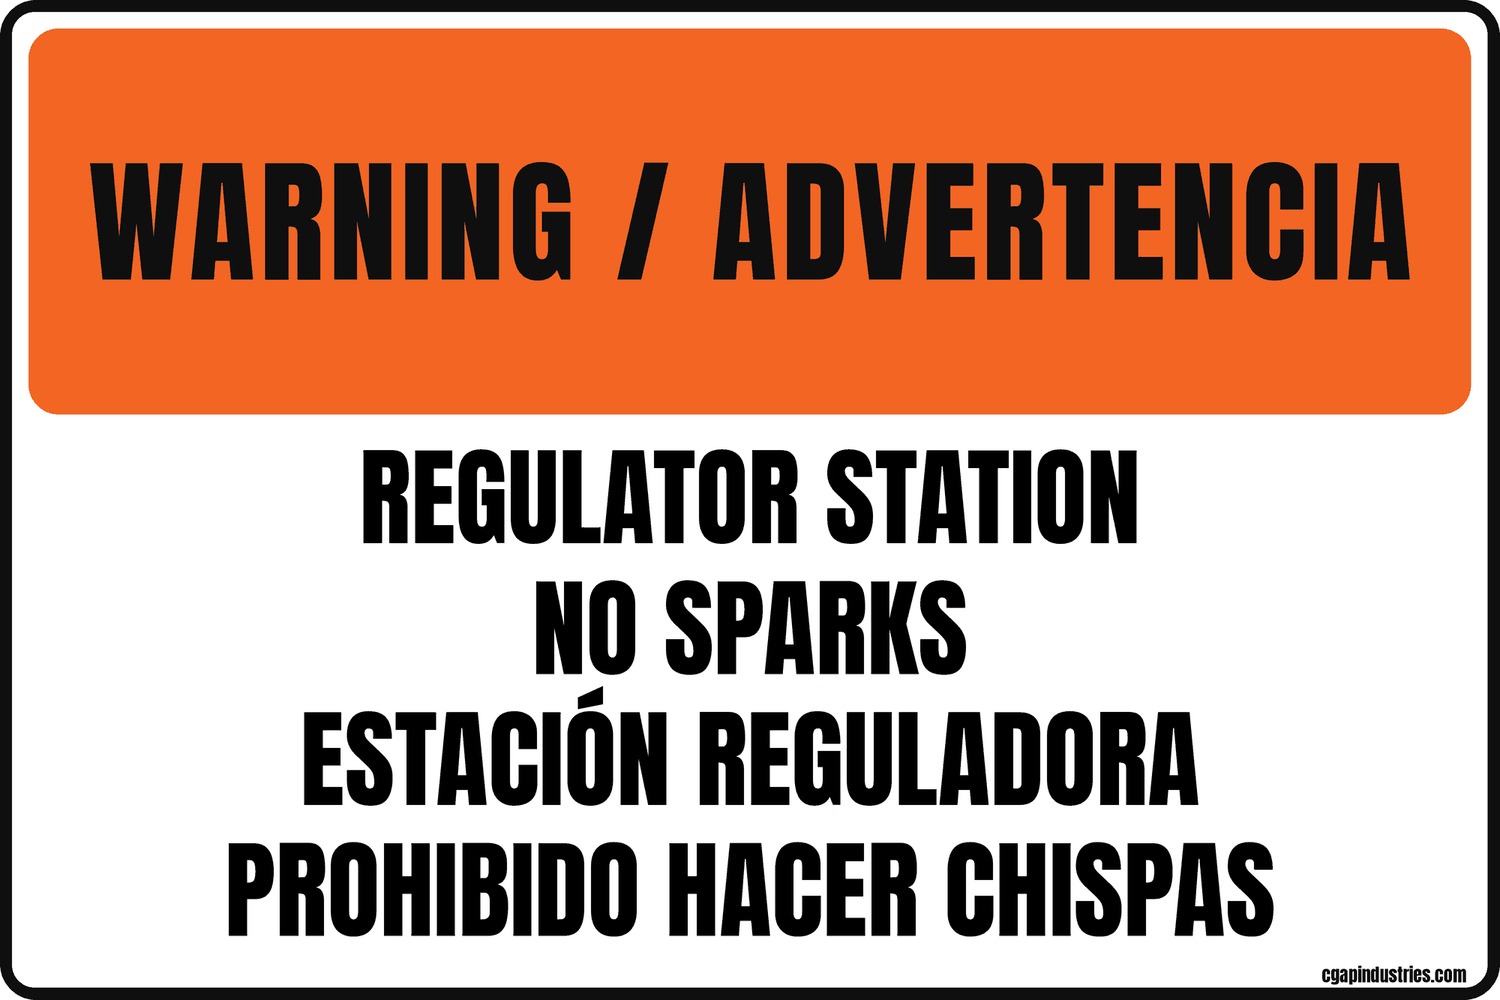 WARNING / ADVERTENCIA
REGULATOR STATION
NO SPARKS
ESTACIÓN REGULADORA
PROHIBIDO HACER CHISPAS
cgapindustries.com